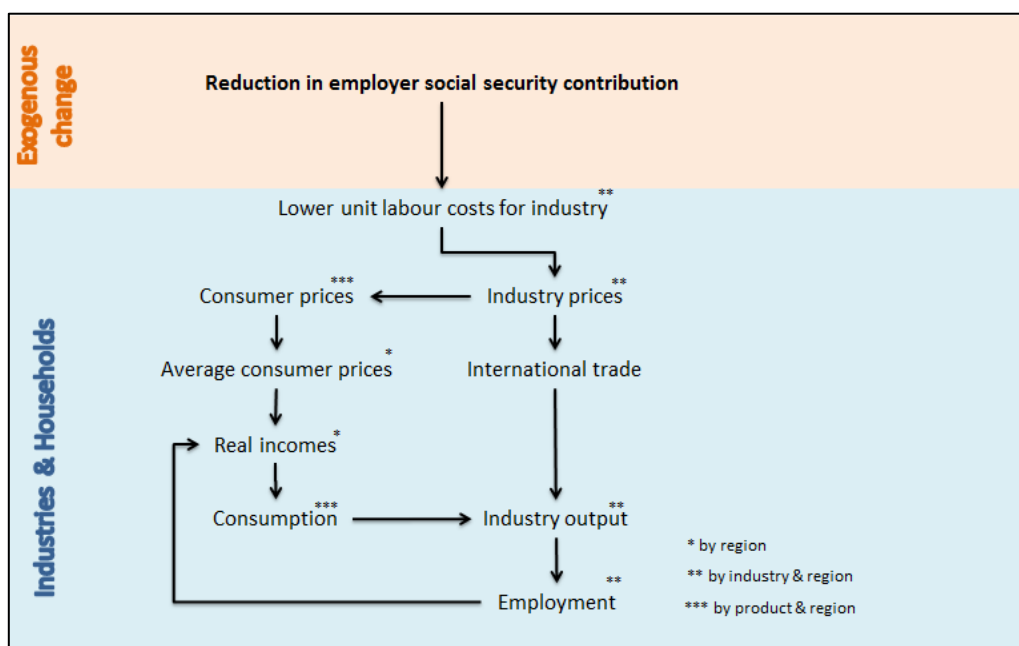 Exogenous
change
Reduction in employer social security contribution
Lower unit labour costs for industry**
Consumer prices***
Industry prices**
Average consumer prices*
International trade
Real incomes*
Consumption***
Industry output**
Employment**
Industries & Households
* by region
** by industry & region
*** by product & region